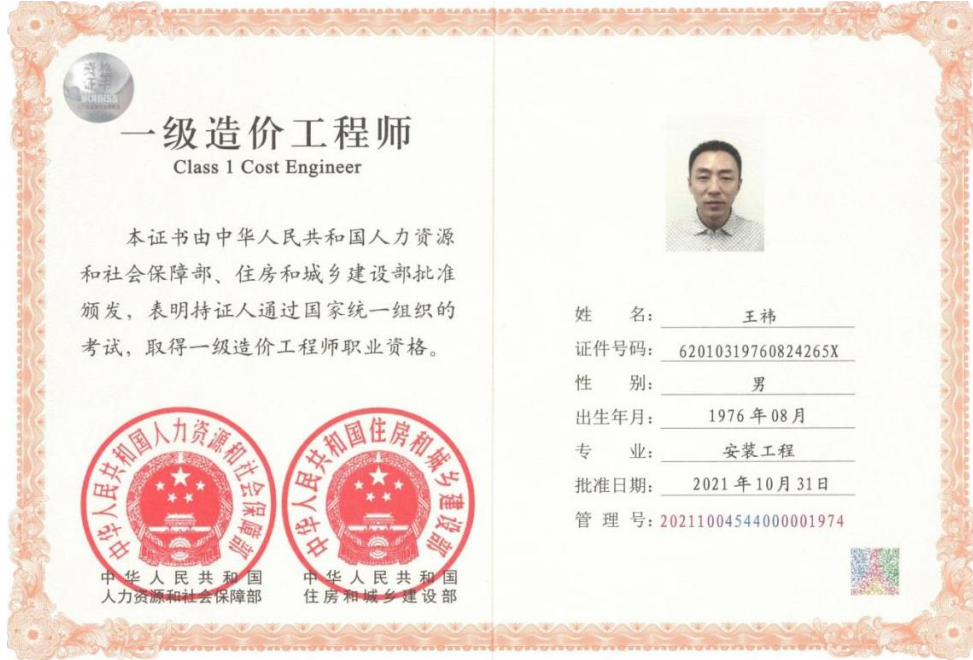 资格
证书
一级造价工程师
Class 1 Cost Engineer
本证书由中华人民共和国人力资源
和社会保障部、住房和城乡建设部批准
颁发，表明持证人通过国家统一组织的
考试，取得一级造价工程师职业资格。
中华人民共和国人力资源和社会保障部
中华人民共和国住房和城乡建设部
中华人民共和国
人力资源和社会保障部
中华人民共和国
住房和城乡建设部
姓 名：王祎
证件号码：62010319760824265X
性 别：男
出生年月：1976年08月
专 业：安装工程
批准日期：2021年10月31日
管 理 号：20211004544000001974